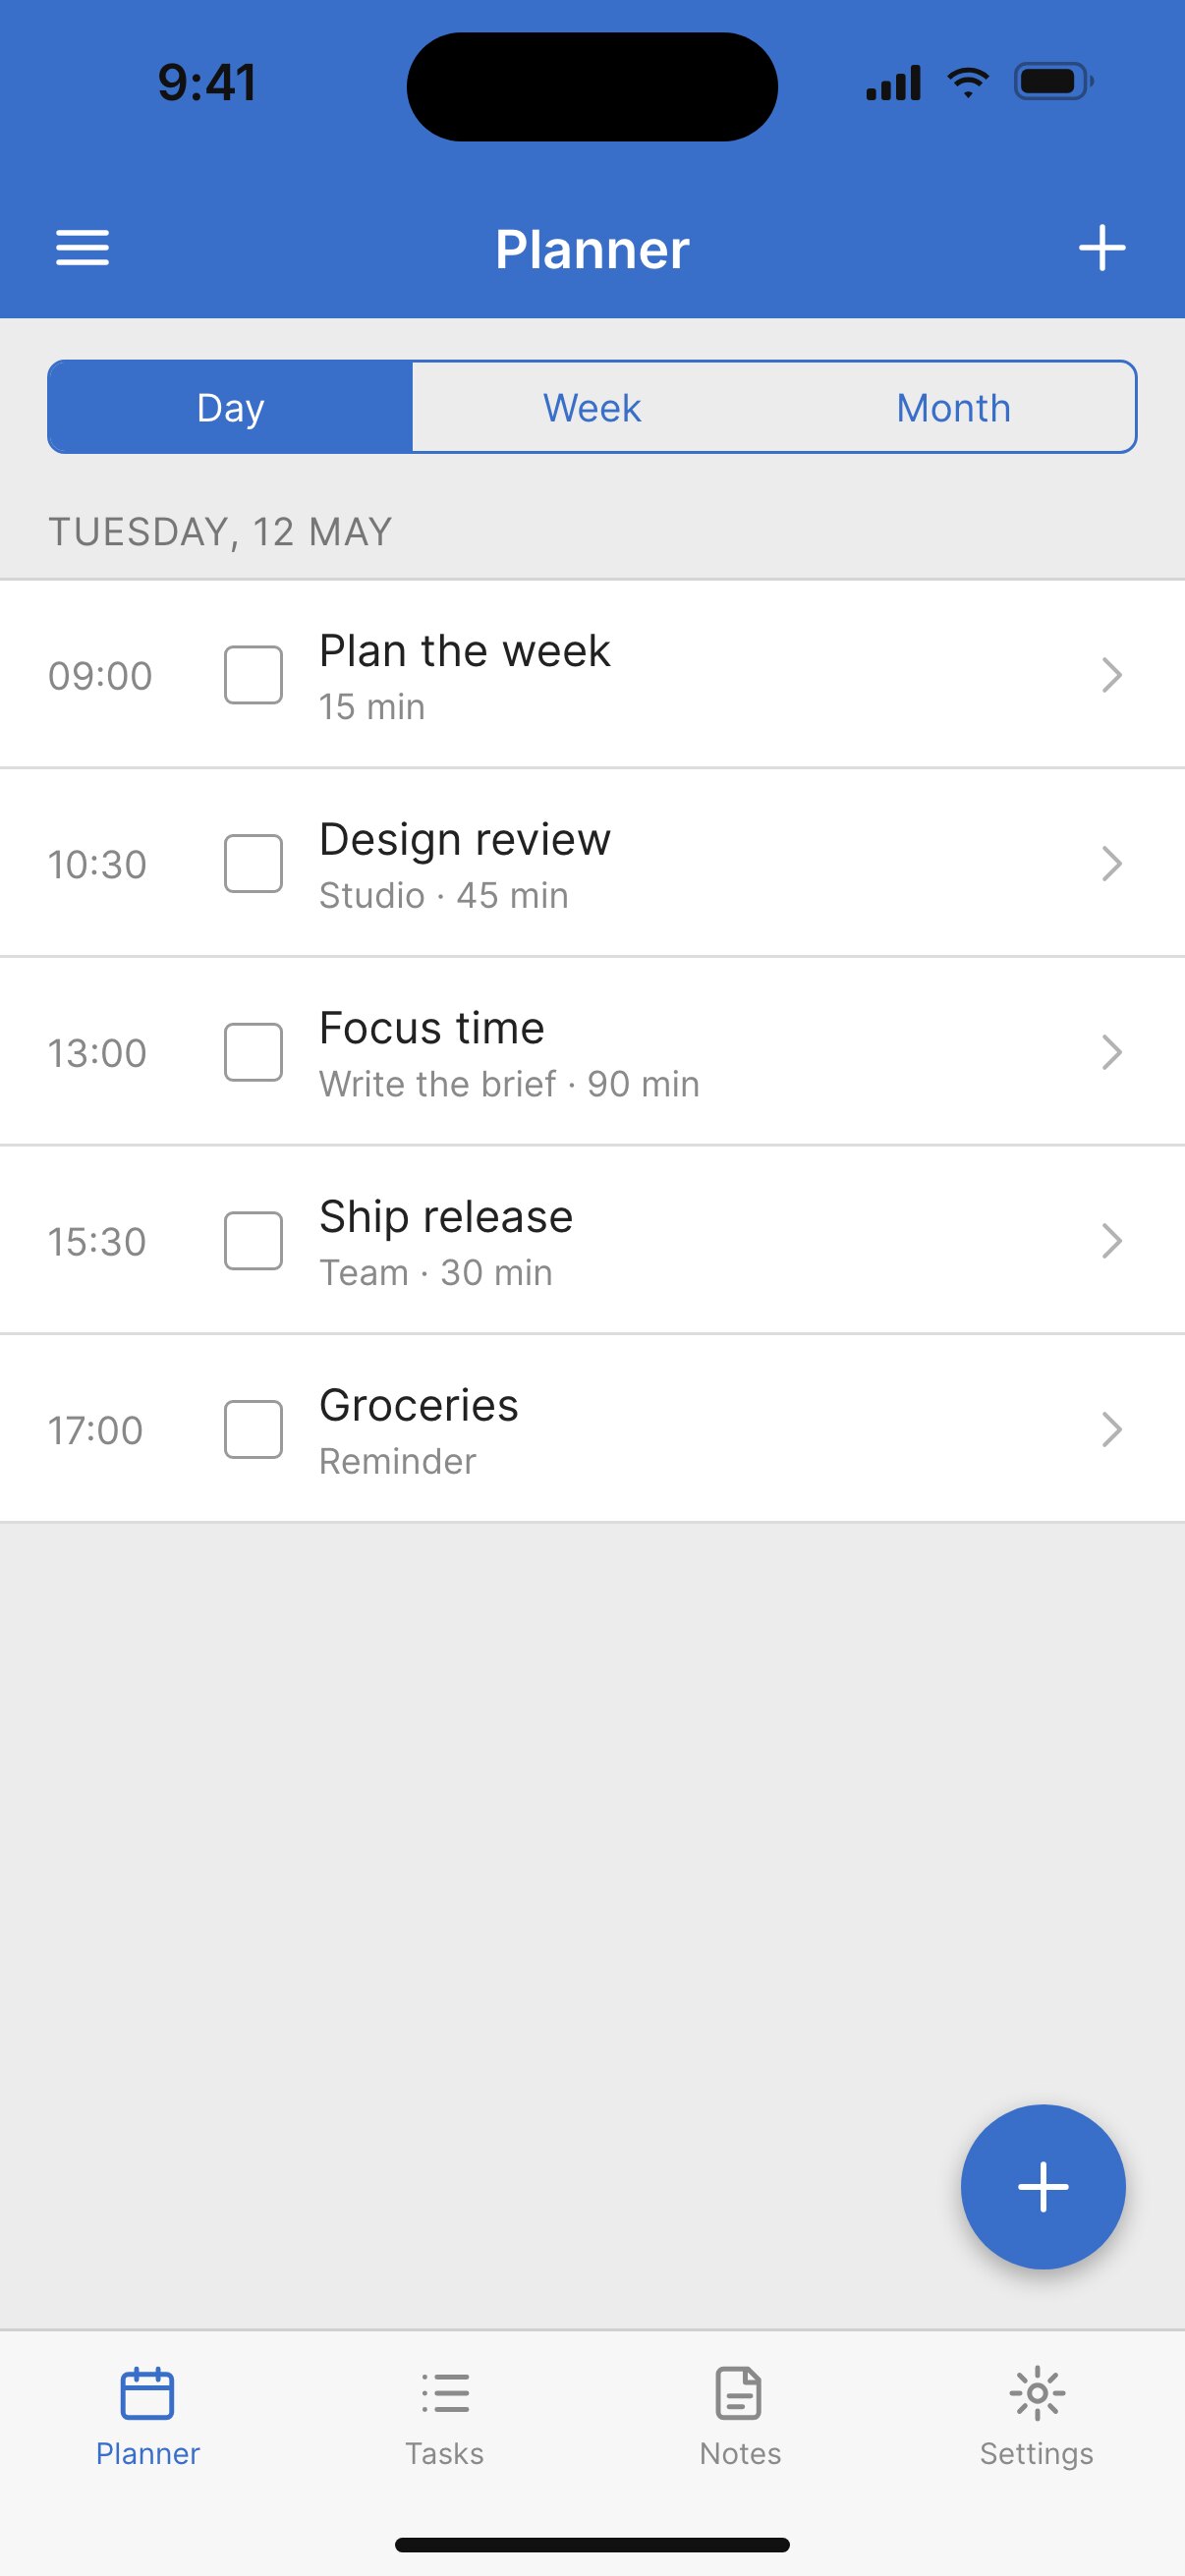 9:41
Planner
Day Week Month
TUESDAY, 12 MAY
09:00
Plan the week
15 min
10:30
Design review
Studio · 45 min
13:00
Focus time
Write the brief · 90 min
15:30
Ship release
Team · 30 min
17:00
Groceries
Reminder
Planner Tasks Notes Settings